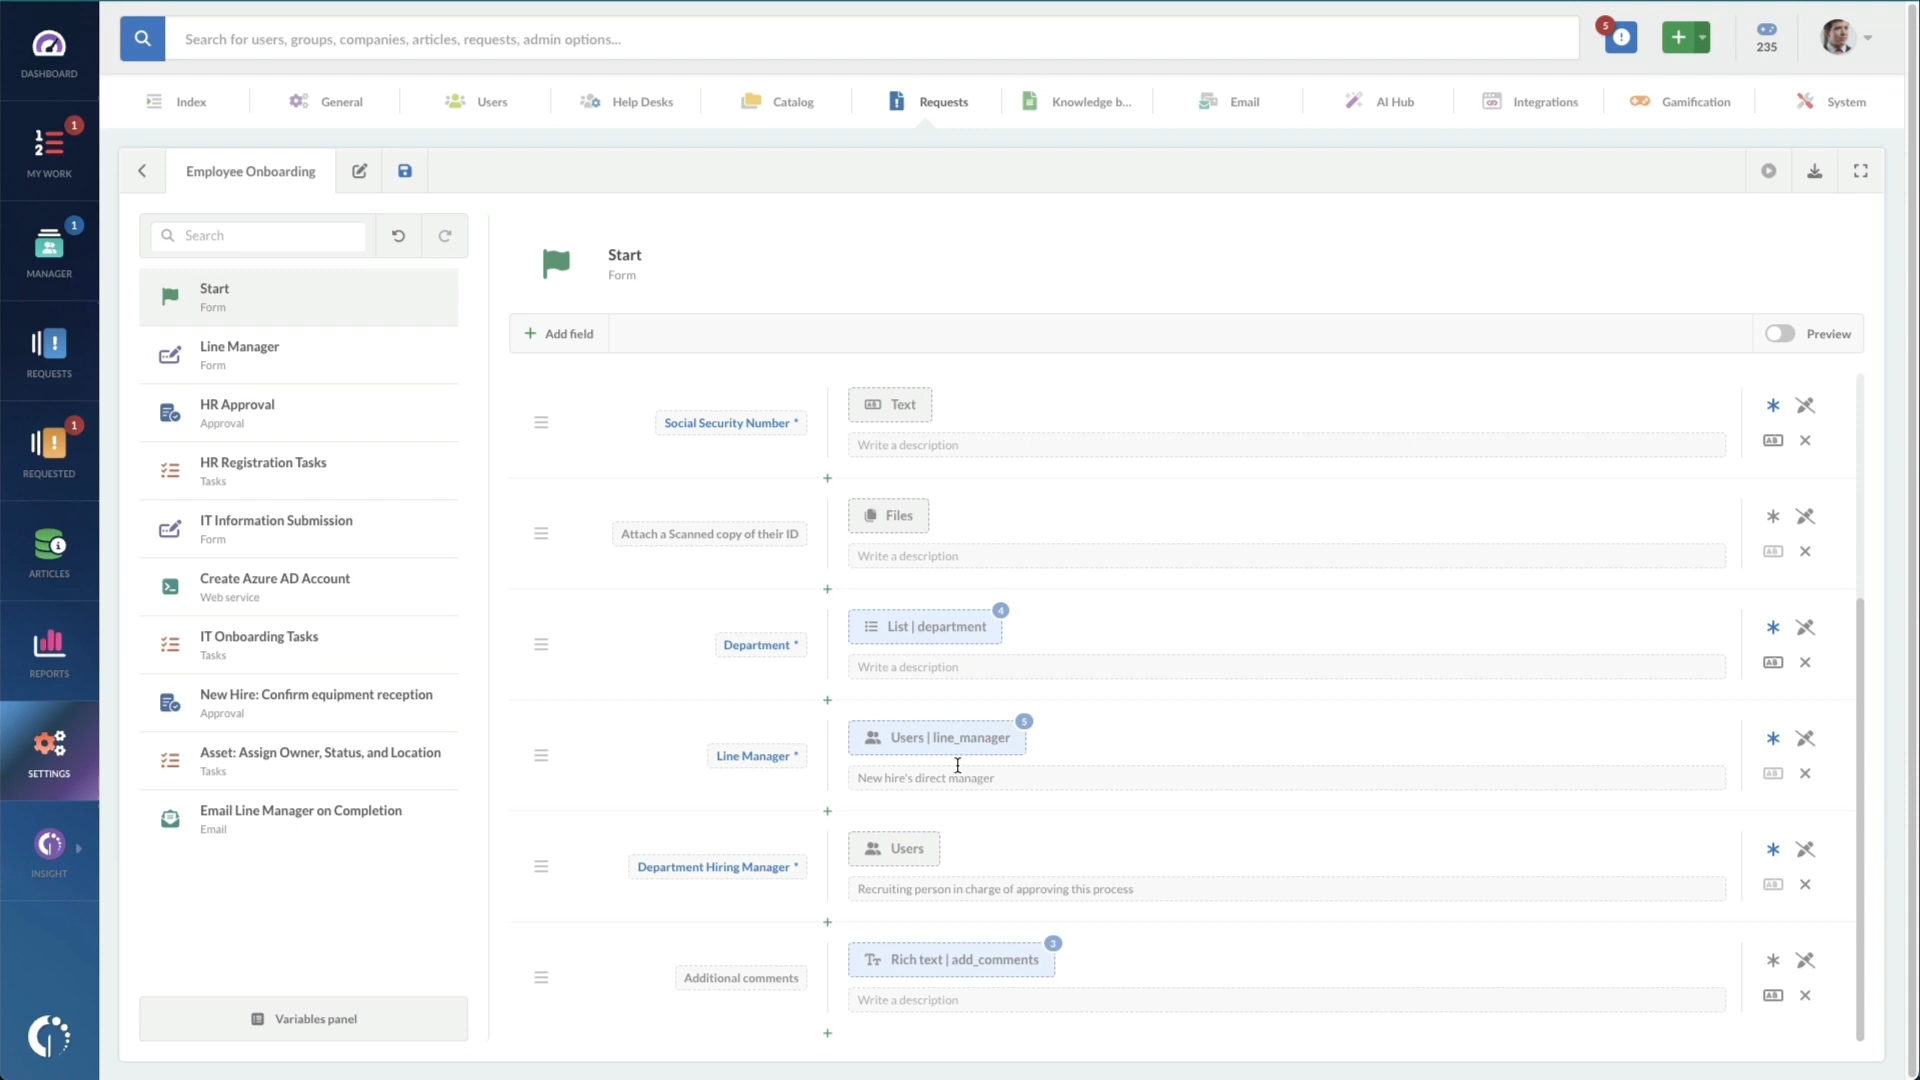 Search for users, groups, companies, articles, requests, admin options...
5
235
DASHBOARD
1
MY WORK
1
MANAGER
REQUESTS
1
REQUESTED
ARTICLES
REPORTS
SETTINGS
INSIGHT
Index
General
Users
Help Desks
Catalog
Requests
Knowledge b...
Email
AI Hub
Integrations
Gamification
System
Employee Onboarding
Search
Start
Form
Line Manager
Form
HR Approval
Approval
HR Registration Tasks
Tasks
IT Information Submission
Form
Create Azure AD Account
Web service
IT Onboarding Tasks
Tasks
New Hire: Confirm equipment reception
Approval
Asset: Assign Owner, Status, and Location
Tasks
Email Line Manager on Completion
Email
Variables panel
Start
Form
Add field
Preview
Social Security Number *
Text
Write a description
Attach a Scanned copy of their ID
Files
Write a description
Department *
List | department
4
Write a description
Line Manager *
Users | line_manager
5
New hire's direct manager
Department Hiring Manager *
Users
Recruiting person in charge of approving this process
Additional comments
Rich text | add_comments
3
Write a description